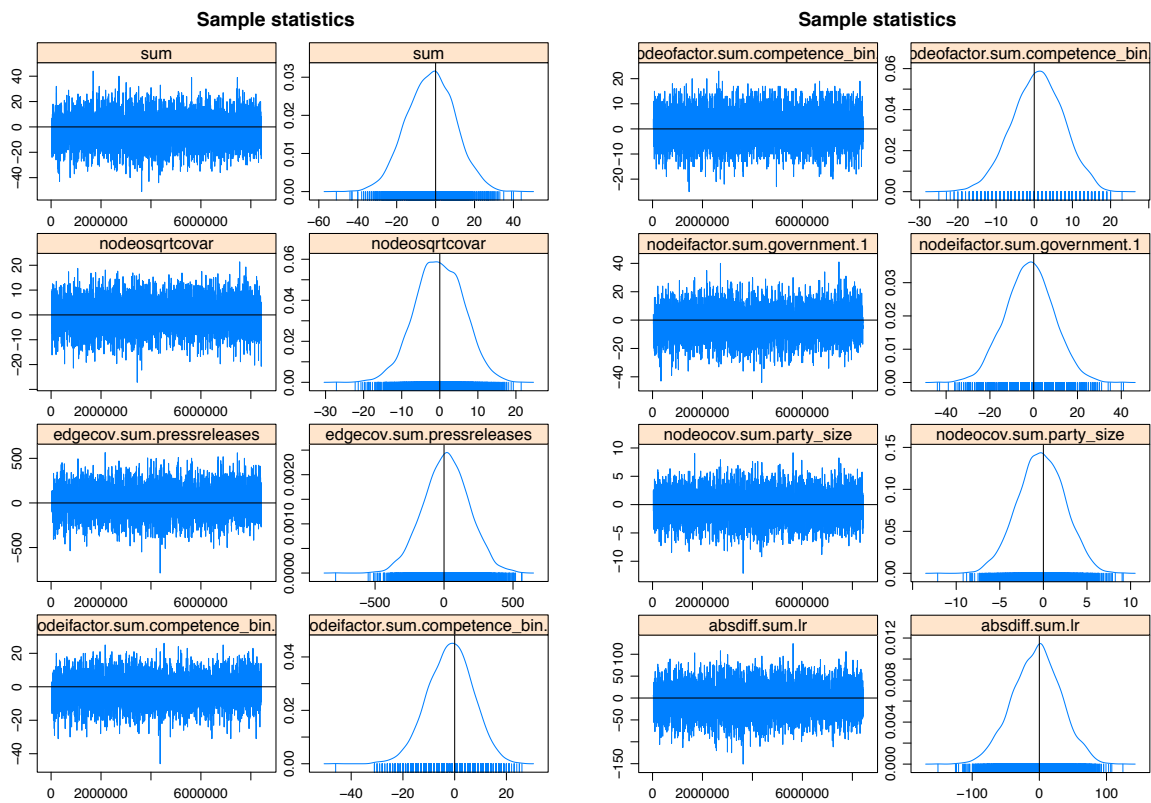 Sample statistics
sum
sum
40
20
0
−20
−40
0 2000000 6000000
0.03
0.02
0.01
0.00
−60 −40 −20 0 20 40
nodeosqrtcovar
nodeosqrtcovar
20
10
0
−10
−20
0 2000000 6000000
0.06
0.04
0.02
0.00
−30 −20 −10 0 10 20
edgecov.sum.pressreleases
edgecov.sum.pressreleases
500
0
−500
0 2000000 6000000
0.0020
0.0010
0.0000
−500 0 500
odeifactor.sum.competence_bin.
odeifactor.sum.competence_bin.
20
0
−20
−40
0 2000000 6000000
0.04
0.02
0.00
−40 −20 0 20
Sample statistics
odeofactor.sum.competence_bin.
odeofactor.sum.competence_bin.
20
10
0
−10
−20
0 2000000 6000000
0.06
0.04
0.02
0.00
−30 −20 −10 0 10 20 30
nodeifactor.sum.government.1
nodeifactor.sum.government.1
40
20
0
−20
−40
0 2000000 6000000
0.03
0.02
0.01
0.00
−40 −20 0 20 40
nodeocov.sum.party_size
nodeocov.sum.party_size
10
5
0
−5
−10
0 2000000 6000000
0.15
0.10
0.05
0.00
−10 −5 0 5 10
absdiff.sum.lr
absdiff.sum.lr
100
50
0
−50
−150
0 2000000 6000000
0.012
0.008
0.004
0.000
−100 0 100